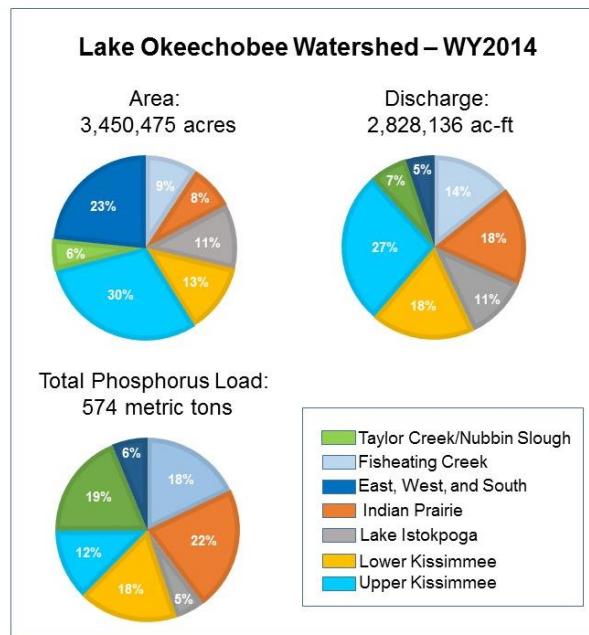 Lake Okeechobee Watershed – WY2014
Area:
3,450,475 acres
9%
8%
11%
13%
30%
6%
23%
Discharge:
2,828,136 ac-ft
14%
18%
11%
18%
27%
7%
5%
Total Phosphorus Load:
574 metric tons
18%
22%
5%
18%
12%
19%
6%
Taylor Creek/Nubbin Slough
Fisheating Creek
East, West, and South
Indian Prairie
Lake Istokpoga
Lower Kissimmee
Upper Kissimmee